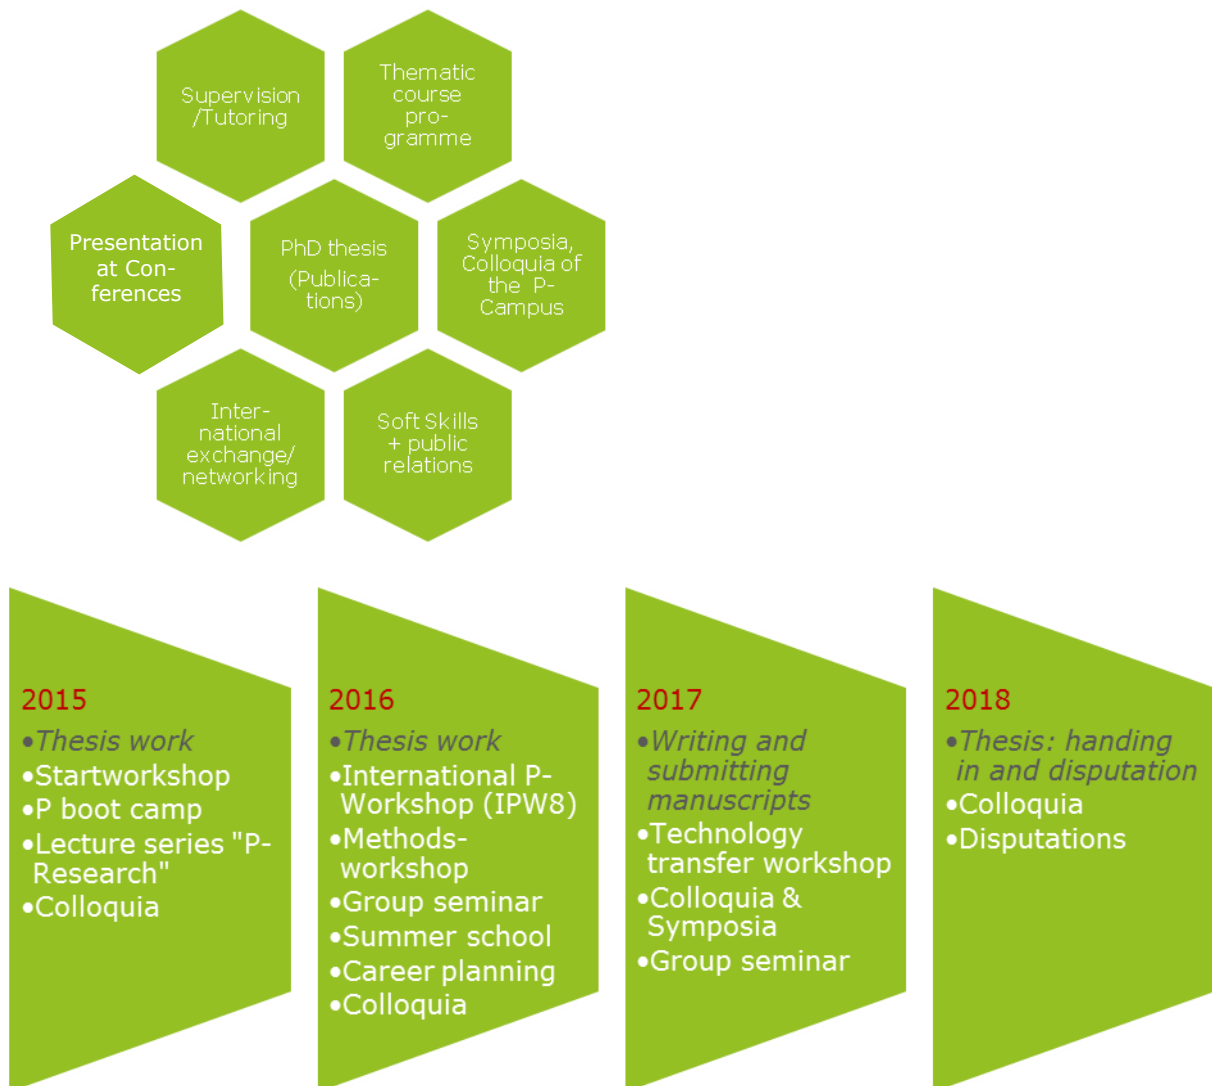 Supervision
/Tutoring
Thematic
course
pro-
gramme
Presentation
at Con-
ferences
PhD thesis
(Publica-
tions)
Symposia,
Colloquia of
the P-
Campus
Inter-
national
exchange/
networking
Soft Skills
+ public
relations
2015
•Thesis work
•Startworkshop
•P boot camp
•Lecture series "P-
Research"
•Colloquia
2016
•Thesis work
•International P-
Workshop (IPW8)
•Methods-
workshop
•Group seminar
•Summer school
•Career planning
•Colloquia
2017
•Writing and
submitting
manuscripts
•Technology
transfer workshop
•Colloquia &
Symposia
•Group seminar
2018
•Thesis: handing
in and disputation
•Colloquia
•Disputations